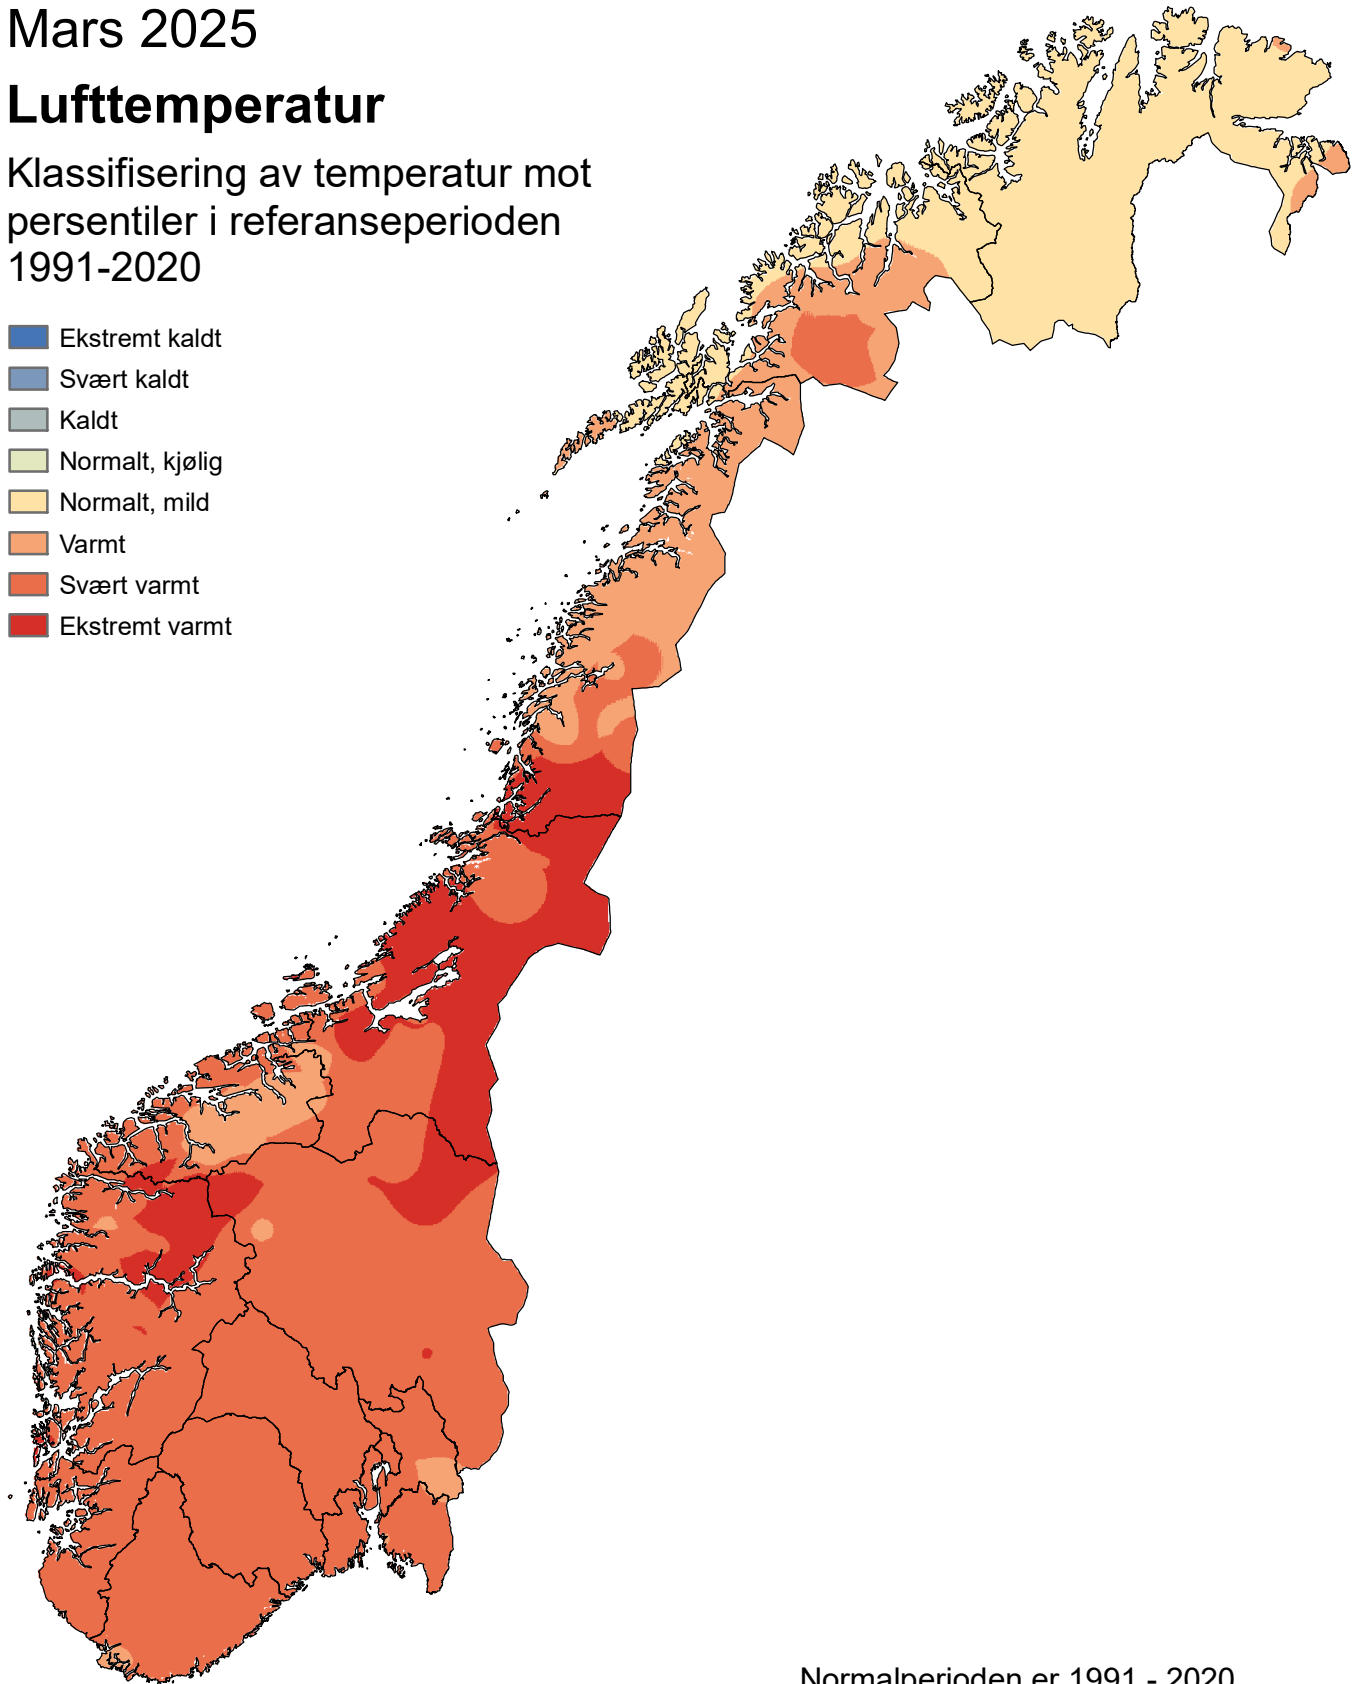 Mars 2025
Lufttemperatur
Klassifisering av temperatur mot
persentiler i referanseperioden
1991-2020
Ekstremt kaldt
Svært kaldt
Kaldt
Normalt, kjølig
Normalt, mild
Varmt
Svært varmt
Ekstremt varmt
Normalperioden er 1991 - 2020